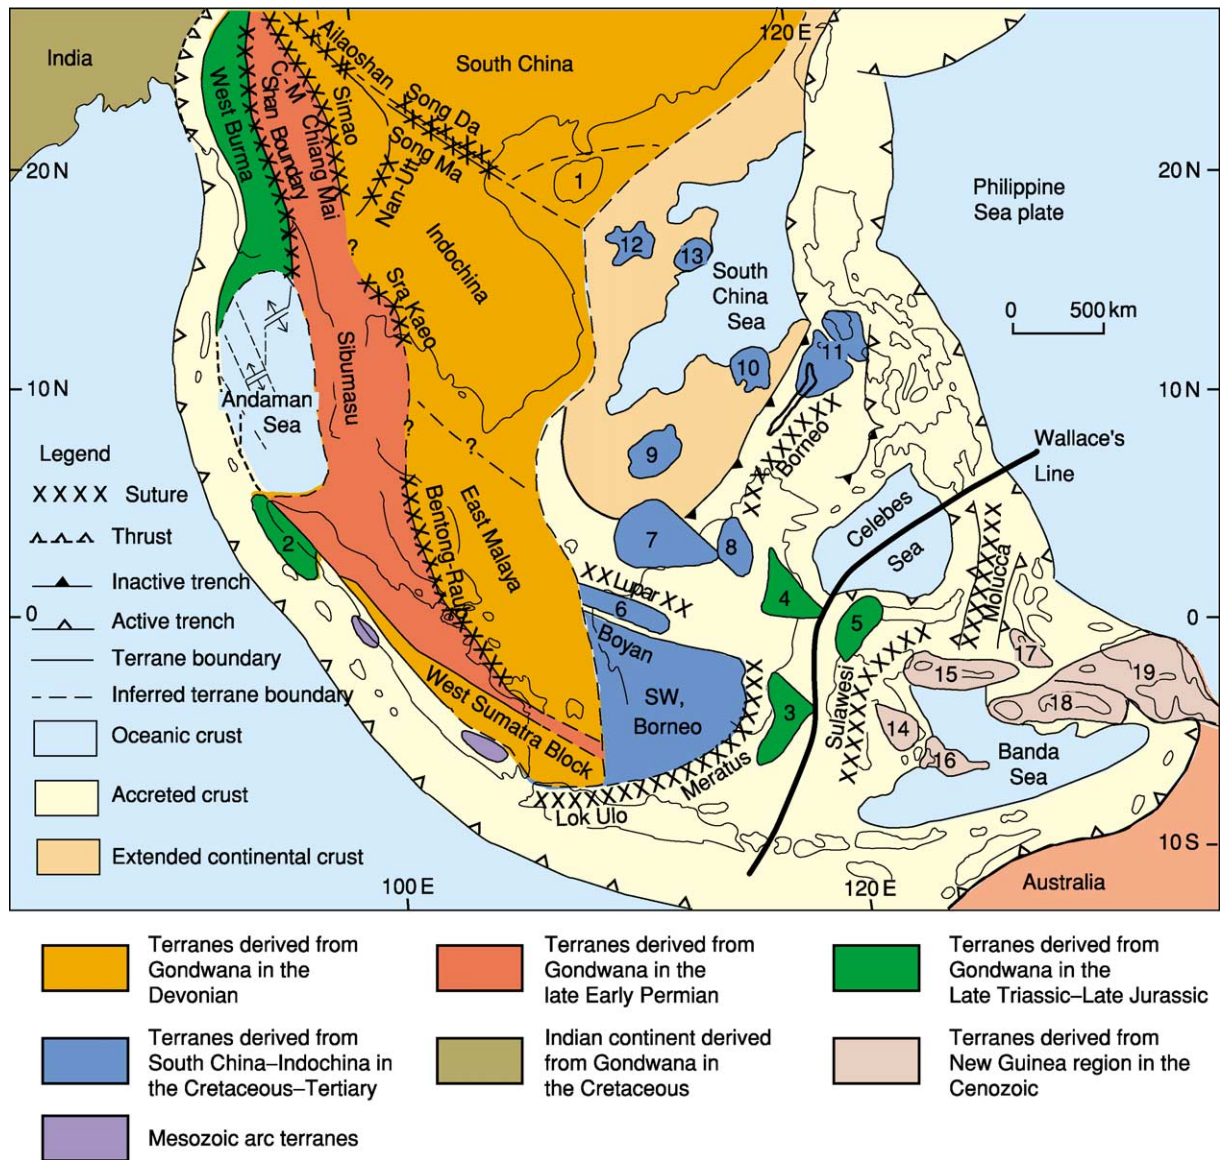 India
120 E
South China
20 N
20 N
Philippine
Sea plate
Ailaoshan
Song Da
Song Ma
Simao
C-M
Chiang Mai
Shan Boundary
West Burma
Nan-Utt
1
Indochina
12
13
South
China
Sea
0 500 km
?
Sra Kaeo
Sibumasu
11
10
10 N
10 N
Andaman
Sea
?
?
9
Borneo
Wallace's
Line
Celebes
Sea
Legend
X X X X Suture
Thrust
Inactive trench
Active trench
Terrane boundary
Inferred terrane boundary
Oceanic crust
Accreted crust
Extended continental crust
2
Bentong-Raub
East Malaya
7
8
Lupar
6
Boyan
4
5
Molucca
0
0
SW,
Borneo
3
Sulawesi
17
15
19
18
14
16
Banda
Sea
West Sumatra Block
Meratus
Lok Ulo
10 S
100 E
120 E
Australia
Terranes derived from
Gondwana in the
Devonian
Terranes derived from
Gondwana in the
late Early Permian
Terranes derived from
Gondwana in the
Late Triassic–Late Jurassic
Terranes derived from
South China–Indochina in
the Cretaceous–Tertiary
Indian continent derived
from Gondwana in
the Cretaceous
Terranes derived from
New Guinea region in the
Cenozoic
Mesozoic arc terranes